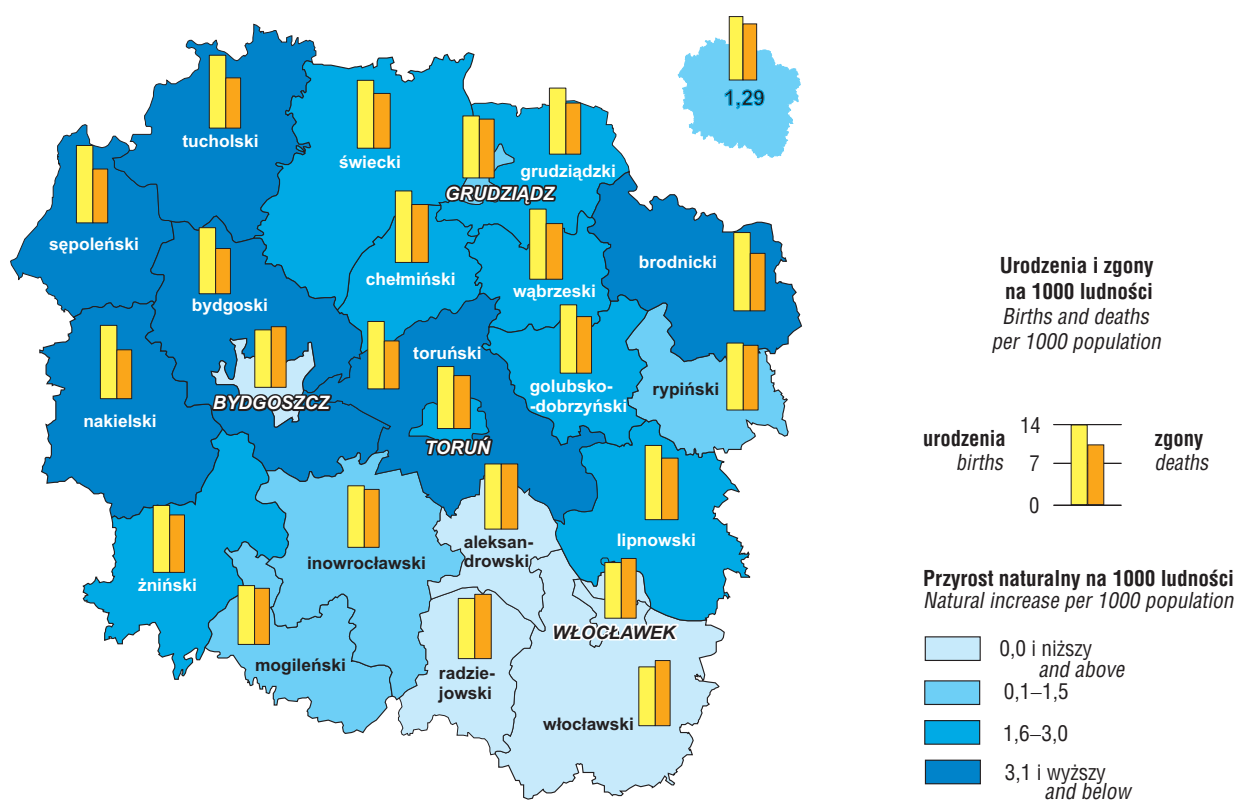 1,29
tucholski
świecki
grudziądzki
GRUDZIĄDZ
sępoleński
chełmiński
wąbrzeski
brodnicki
bydgoski
toruński
golubsko-
-dobrzyński
rypiński
nakielski
BYDGOSZCZ
TORUŃ
aleksan-
drowski
lipnowski
inowrocławski
żniński
WŁOCŁAWEK
mogileński
radzie-
jowski
włocławski
Urodzenia i zgony
na 1000 ludności
Births and deaths
per 1000 population
urodzenia
births
14
7
0
zgony
deaths
Przyrost naturalny na 1000 ludności
Natural increase per 1000 population
0,0 i niższy
and above
0,1–1,5
1,6–3,0
3,1 i wyższy
and below